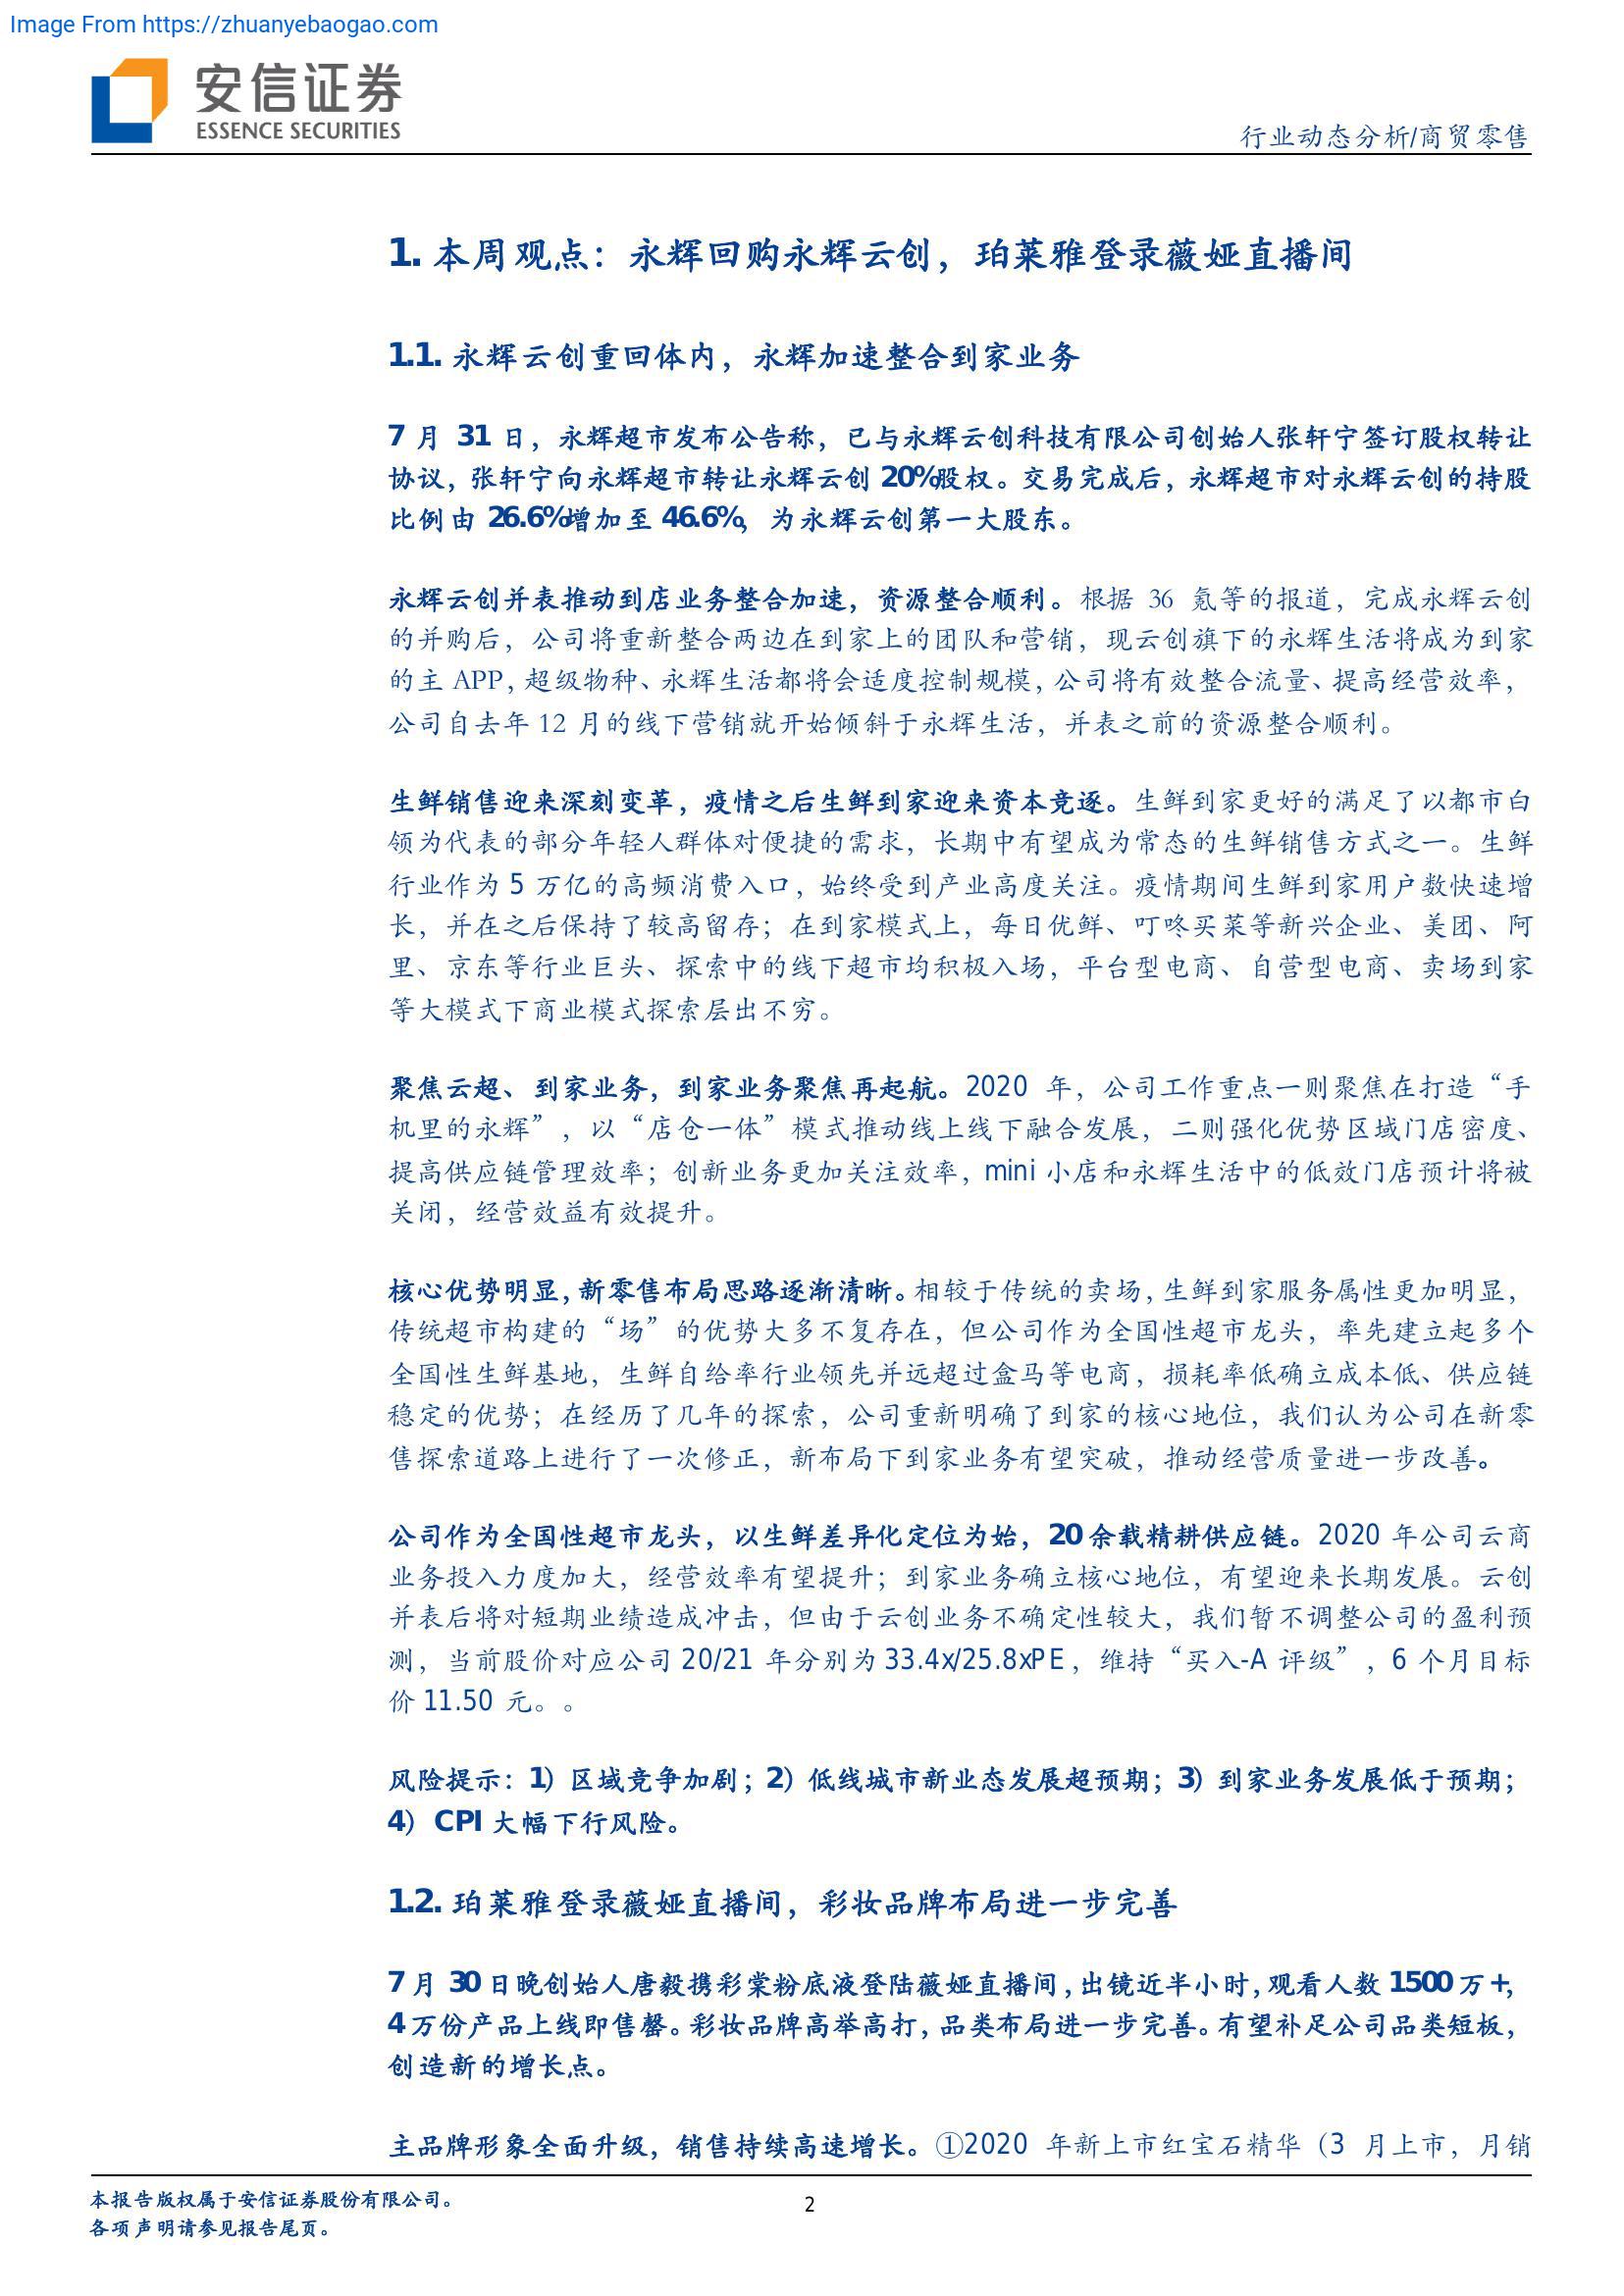 Image From https://zhuanyebaogao.com
安信证券
ESSENCE SECURITIES
行业动态分析/商贸零售
1. 本周观点：永辉回购永辉云创，珀莱雅登录薇娅直播间
1.1. 永辉云创重回体内，永辉加速整合到家业务
7 月 31 日，永辉超市发布公告称，已与永辉云创科技有限公司创始人张轩宁签订股权转让
协议，张轩宁向永辉超市转让永辉云创 20%股权。交易完成后，永辉超市对永辉云创的持股
比例由 26.6%增加至 46.6%，为永辉云创第一大股东。
永辉云创并表推动到店业务整合加速，资源整合顺利。根据 36 氪等的报道，完成永辉云创
的并购后，公司将重新整合两边在到家上的团队和营销，现云创旗下的永辉生活将成为到家
的主 APP，超级物种、永辉生活都将会适度控制规模，公司将有效整合流量、提高经营效率，
公司自去年 12 月的线下营销就开始倾斜于永辉生活，并表之前的资源整合顺利。
生鲜销售迎来深刻变革，疫情之后生鲜到家迎来资本竞逐。生鲜到家更好的满足了以都市白
领为代表的部分年轻人群体对便捷的需求，长期中有望成为常态的生鲜销售方式之一。生鲜
行业作为 5 万亿的高频消费入口，始终受到产业高度关注。疫情期间生鲜到家用户数快速增
长，并在之后保持了较高留存；在到家模式上，每日优鲜、叮咚买菜等新兴企业、美团、阿
里、京东等行业巨头、探索中的线下超市均积极入场，平台型电商、自营型电商、卖场到家
等大模式下商业模式探索层出不穷。
聚焦云超、到家业务，到家业务聚焦再起航。2020 年，公司工作重点一则聚焦在打造“手
机里的永辉”，以“店仓一体”模式推动线上线下融合发展，二则强化优势区域门店密度、
提高供应链管理效率；创新业务更加关注效率，mini 小店和永辉生活中的低效门店预计将被
关闭，经营效益有效提升。
核心优势明显，新零售布局思路逐渐清晰。相较于传统的卖场，生鲜到家服务属性更加明显，
传统超市构建的“场”的优势大多不复存在，但公司作为全国性超市龙头，率先建立起多个
全国性生鲜基地，生鲜自给率行业领先并远超过盒马等电商，损耗率低确立成本低、供应链
稳定的优势；在经历了几年的探索，公司重新明确了到家的核心地位，我们认为公司在新零
售探索道路上进行了一次修正，新布局下到家业务有望突破，推动经营质量进一步改善。
公司作为全国性超市龙头，以生鲜差异化定位为始，20 余载精耕供应链。2020 年公司云商
业务投入力度加大，经营效率有望提升；到家业务确立核心地位，有望迎来长期发展。云创
并表后将对短期业绩造成冲击，但由于云创业务不确定性较大，我们暂不调整公司的盈利预
测，当前股价对应公司 20/21 年分别为 33.4x/25.8xPE，维持“买入-A 评级”，6 个月目标
价 11.50 元。。
风险提示：1）区域竞争加剧；2）低线城市新业态发展超预期；3）到家业务发展低于预期；
4）CPI 大幅下行风险。
1.2. 珀莱雅登录薇娅直播间，彩妆品牌布局进一步完善
7 月 30 日晚创始人唐毅携彩棠粉底液登陆薇娅直播间，出镜近半小时，观看人数 1500 万+，
4 万份产品上线即售罄。彩妆品牌高举高打，品类布局进一步完善。有望补足公司品类短板，
创造新的增长点。
主品牌形象全面升级，销售持续高速增长。①2020 年新上市红宝石精华（3 月上市，月销
本报告版权属于安信证券股份有限公司。
2
各项声明请参见报告尾页。